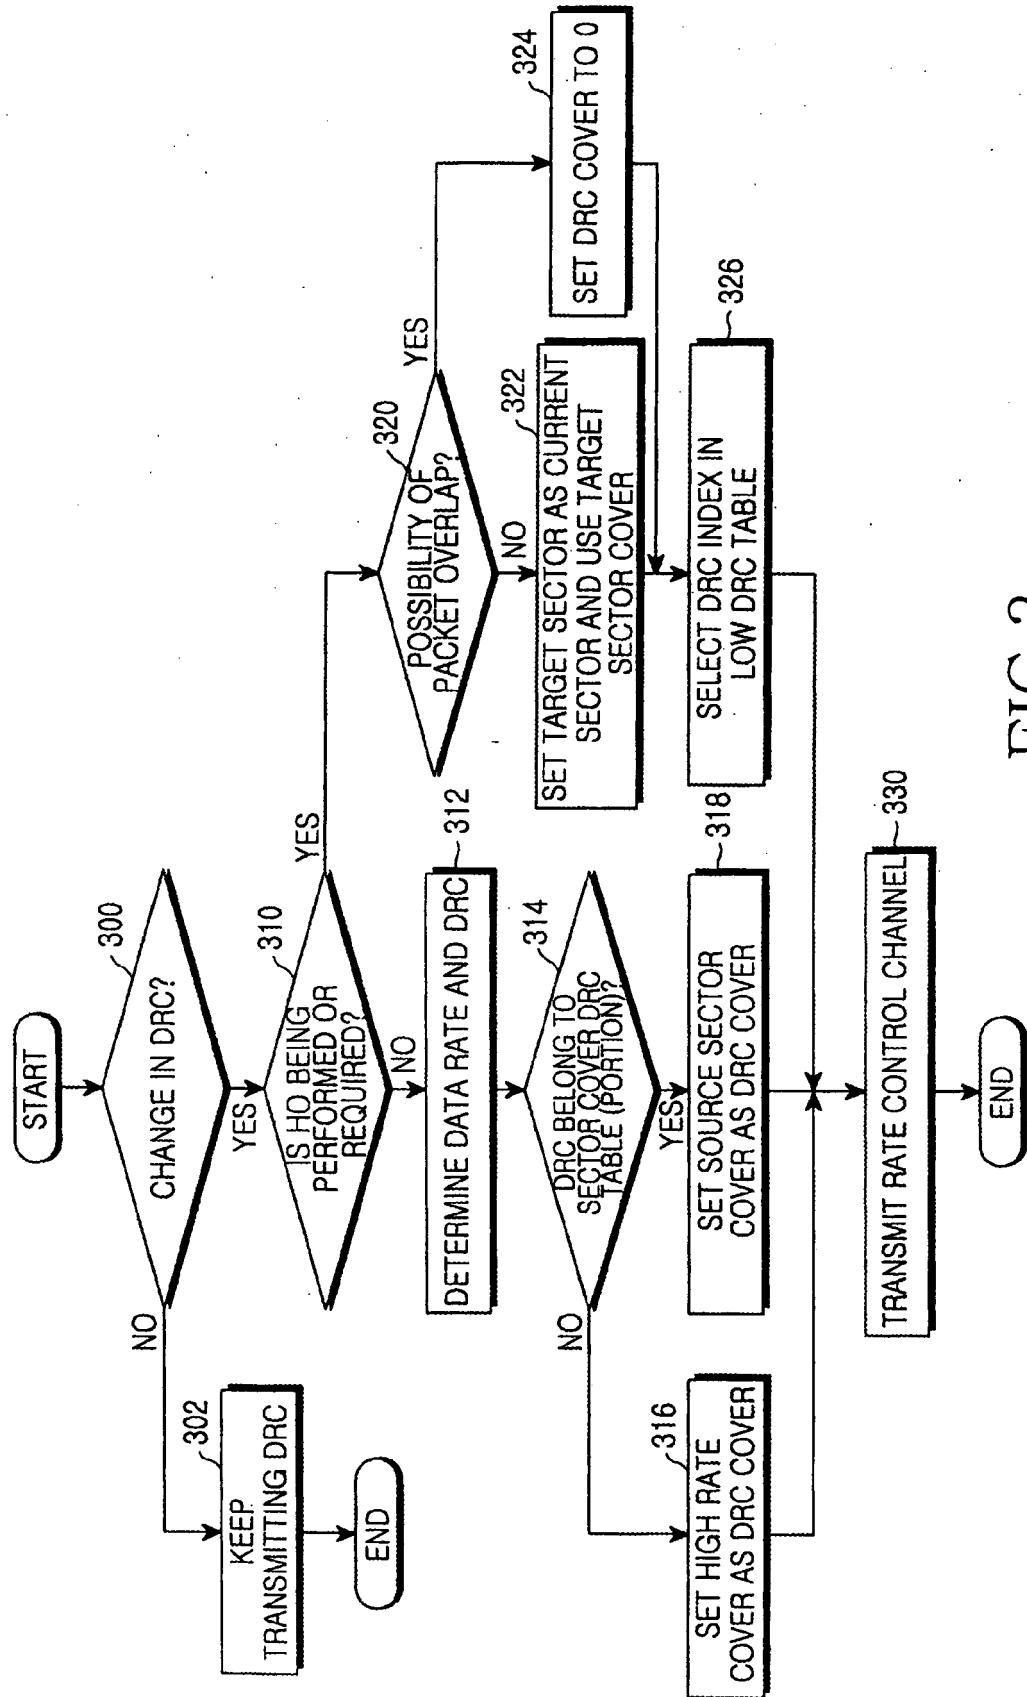 START
300
CHANGE IN DRC?
NO
YES
302
KEEP
TRANSMITTING DRC
END
310
IS HO BEING
PERFORMED OR
REQUIRED?
YES
NO
312
DETERMINE DATA RATE AND DRC
314
DRC BELONG TO
SECTOR COVER DRC
TABLE (PORTION)?
NO
YES
316
SET HIGH RATE
COVER AS DRC COVER
318
SET SOURCE SECTOR
COVER AS DRC COVER
320
POSSIBILITY OF
PACKET OVERLAP?
YES
NO
322
SET TARGET SECTOR AS CURRENT
SECTOR AND USE TARGET
SECTOR COVER
324
SET DRC COVER TO 0
326
SELECT DRC INDEX IN
LOW DRC TABLE
330
TRANSMIT RATE CONTROL CHANNEL
END